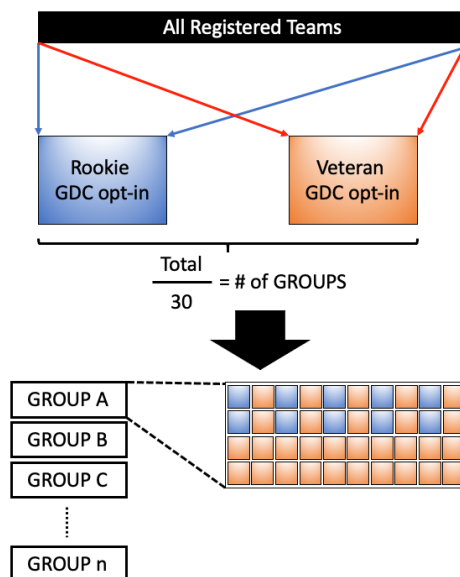 All Registered Teams
Rookie
GDC opt-in
Veteran
GDC opt-in
Total
30
= # of GROUPS
GROUP A
GROUP B
GROUP C
GROUP n